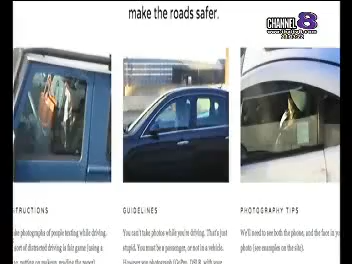 make the roads safer.
CHANNEL 8
INSTRUCTIONS
GUIDELINES
PHOTOGRAPHY TIPS
take photographs of people texting while driving.
sort of distracted driving is fair game (using a
You can't take photos while you're driving. That's just
stupid. You must be a passenger, or not in a vehicle.
We'll need to see both the phone, and the face in
photo (see examples on the site).